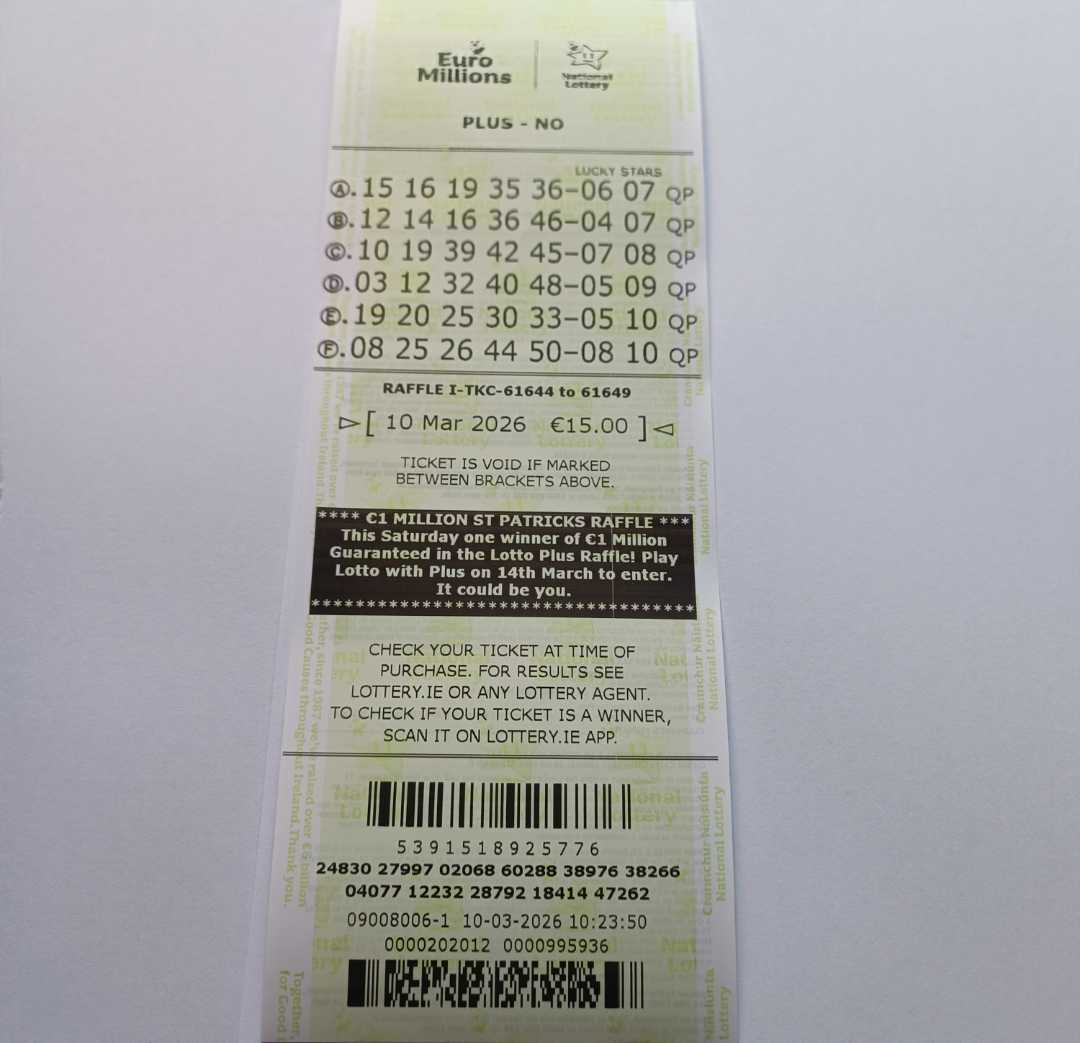 Euro Millions
National Lottery
PLUS - NO
LUCKY STARS
Ⓐ. 15 16 19 35 36-06 07 QP
Ⓑ. 12 14 16 36 46-04 07 QP
Ⓒ. 10 19 39 42 45-07 08 QP
Ⓓ. 03 12 32 40 48-05 09 QP
Ⓔ. 19 20 25 30 33-05 10 QP
Ⓕ. 08 25 26 44 50-08 10 QP
RAFFLE I-TKC-61644 to 61649
▷[ 10 Mar 2026 €15.00 ]◁
TICKET IS VOID IF MARKED
BETWEEN BRACKETS ABOVE.
**** €1 MILLION ST PATRICKS RAFFLE ***
This Saturday one winner of €1 Million
Guaranteed in the Lotto Plus Raffle! Play
Lotto with Plus on 14th March to enter.
It could be you.
***************************************
CHECK YOUR TICKET AT TIME OF
PURCHASE. FOR RESULTS SEE
LOTTERY.IE OR ANY LOTTERY AGENT.
TO CHECK IF YOUR TICKET IS A WINNER,
SCAN IT ON LOTTERY.IE APP.
5391518925776
24830 27997 02068 60288 38976 38266
04077 12232 28792 18414 47262
09008006-1 10-03-2026 10:23:50
0000202012 0000995936
Craunchur Náisiúnta
National Lottery